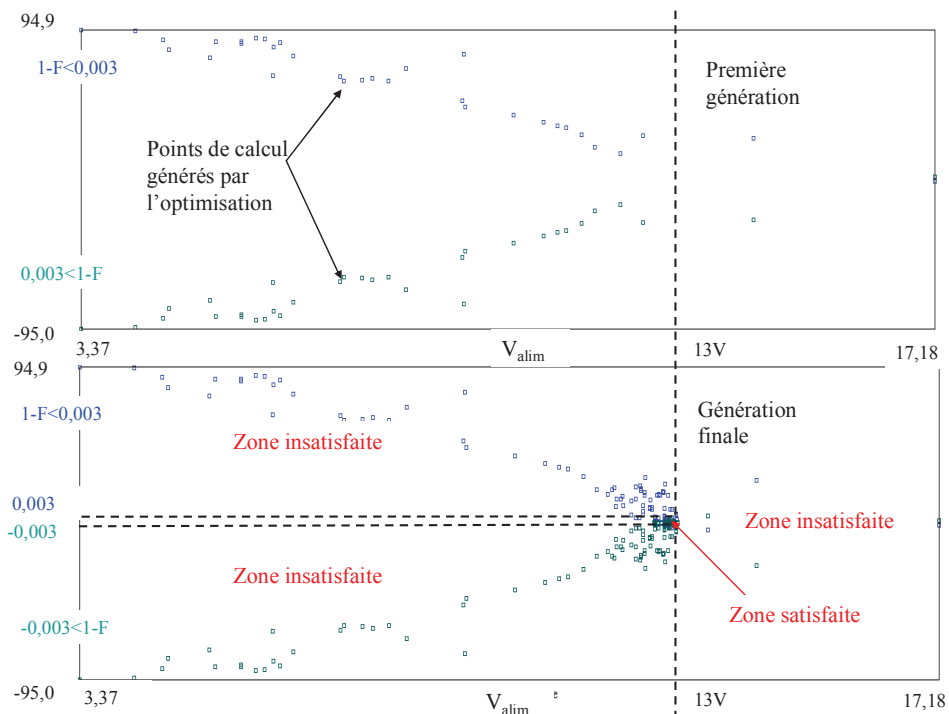 94,9
1-F<0,003
Première
génération
Points de calcul
générés par
l'optimisation
0,003<1-F
-95,0
3,37
Valim
13V
17,18
94,9
1-F<0,003
Génération
finale
Zone insatisfaite
0,003
-0,003
Zone insatisfaite
Zone insatisfaite
Zone satisfaite
-0,003<1-F
-95,0
3,37
Valim
e
13V
17,18